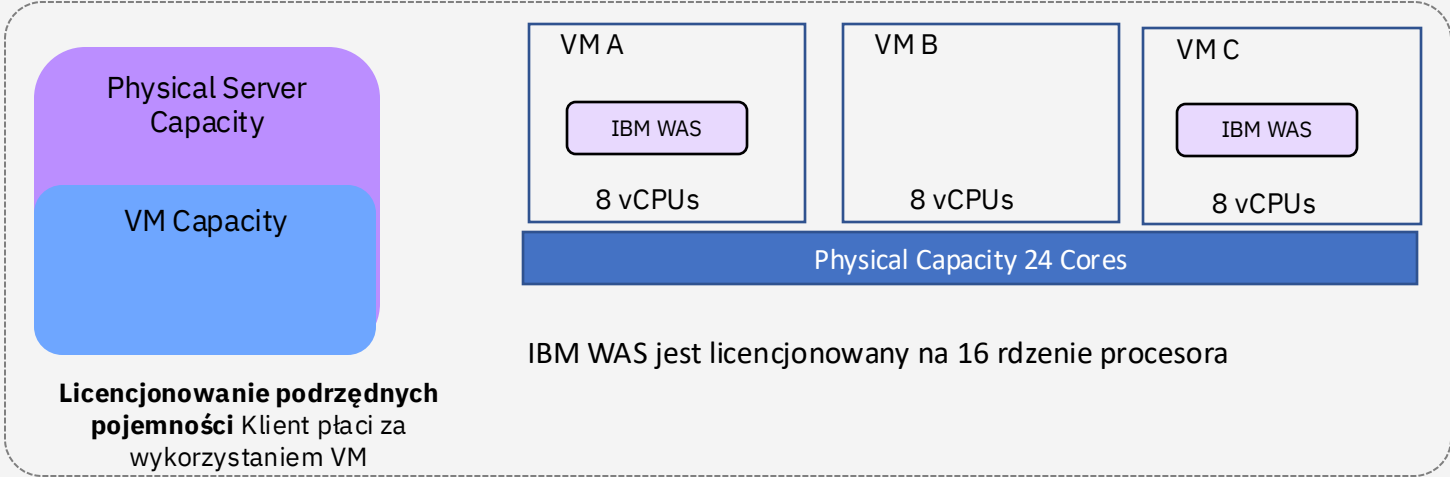 Physical Server
Capacity
VM Capacity
Licencjonowanie podrzędnych
pojemności Klient płaci za
wykorzystaniem VM
VM A
IBM WAS
8 vCPUs
VM B
8 vCPUs
VM C
IBM WAS
8 vCPUs
Physical Capacity 24 Cores
IBM WAS jest licencjonowany na 16 rdzenie procesora